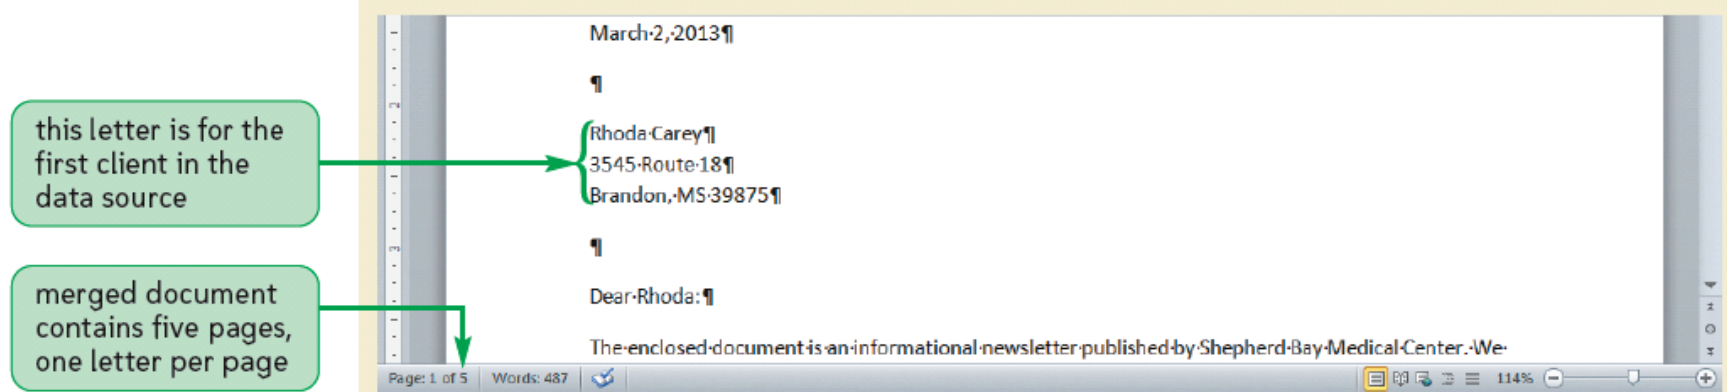 March·2,·2013¶
¶
this letter is for the
first client in the
data source
Rhoda·Carey¶
3545·Route·18¶
Brandon,·MS·39875¶
¶
merged document
contains five pages,
one letter per page
Dear·Rhoda:¶
The·enclosed·document·is·an·informational·newsletter·published·by·Shepherd·Bay·Medical·Center.·We·
2
3
Page: 1 of 5
Words: 487
114%